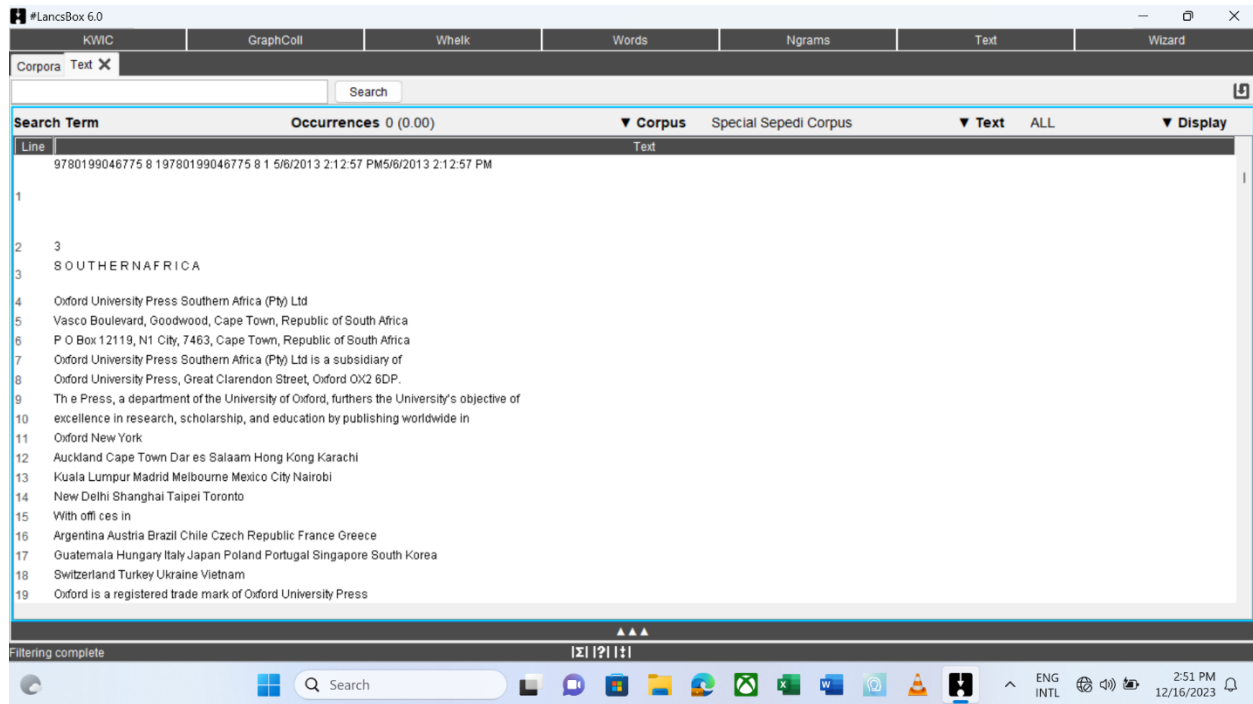 #LancsBox 6.0
KWIC GraphColl Whelk Words Ngrams Text Wizard
Corpora Text
Search
Search Term Occurrences 0 (0.00) ▼ Corpus Special Sepedi Corpus ▼ Text ALL ▼ Display
Line Text
1 9780199046775 8 19780199046775 8 1 5/6/2013 2:12:57 PM5/6/2013 2:12:57 PM
2 3
3 S O U T H E R N A F R I C A
4 Oxford University Press Southern Africa (Pty) Ltd
5 Vasco Boulevard, Goodwood, Cape Town, Republic of South Africa
6 P O Box 12119, N1 City, 7463, Cape Town, Republic of South Africa
7 Oxford University Press Southern Africa (Pty) Ltd is a subsidiary of
8 Oxford University Press, Great Clarendon Street, Oxford OX2 6DP.
9 Th e Press, a department of the University of Oxford, furthers the University's objective of
10 excellence in research, scholarship, and education by publishing worldwide in
11 Oxford New York
12 Auckland Cape Town Dar es Salaam Hong Kong Karachi
13 Kuala Lumpur Madrid Melbourne Mexico City Nairobi
14 New Delhi Shanghai Taipei Toronto
15 With offi ces in
16 Argentina Austria Brazil Chile Czech Republic France Greece
17 Guatemala Hungary Italy Japan Poland Portugal Singapore South Korea
18 Switzerland Turkey Ukraine Vietnam
19 Oxford is a registered trade mark of Oxford University Press
▲▲▲
Filtering complete |Σ| |?| |‡|
Search ENG 2:51 PM
INTL 12/16/2023